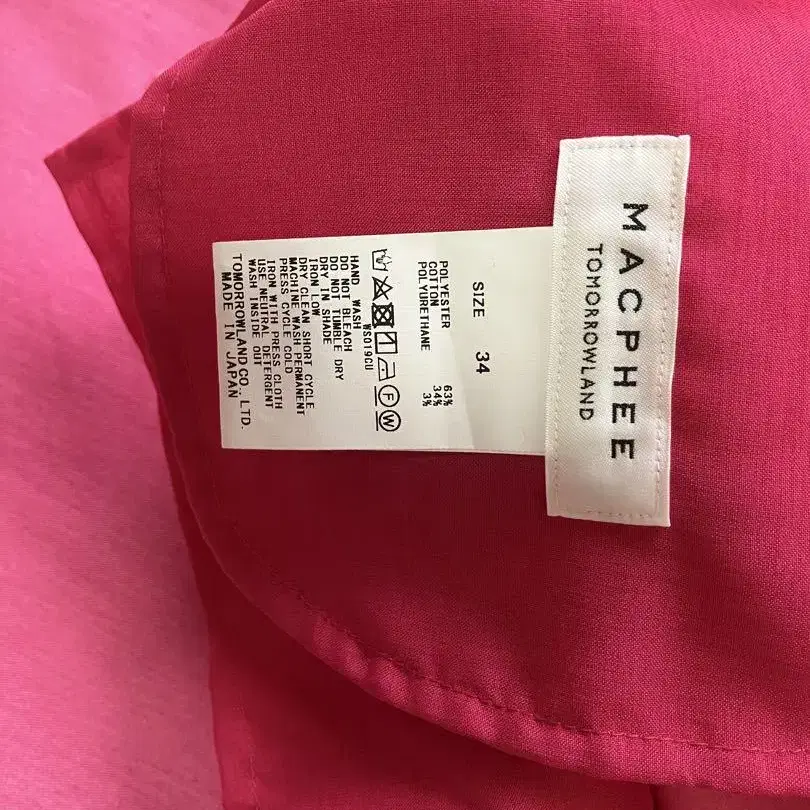 MACPHEE
TOMORROWLAND
SIZE 34
POLYESTER 63%
COTTON 34%
POLYURETHANE 3%
WS019CU
HAND WASH
DO NOT BLEACH
DO NOT TUMBLE DRY
DRY IN SHADE
IRON LOW
DRY CLEAN SHORT CYCLE
MACHINE WASH PERMANENT
PRESS CYCLE COLD
IRON WITH PRESS CLOTH
USE NEUTRAL DETERGENT
WASH INSIDE OUT
TOMORROWLAND CO., LTD.
MADE IN JAPAN